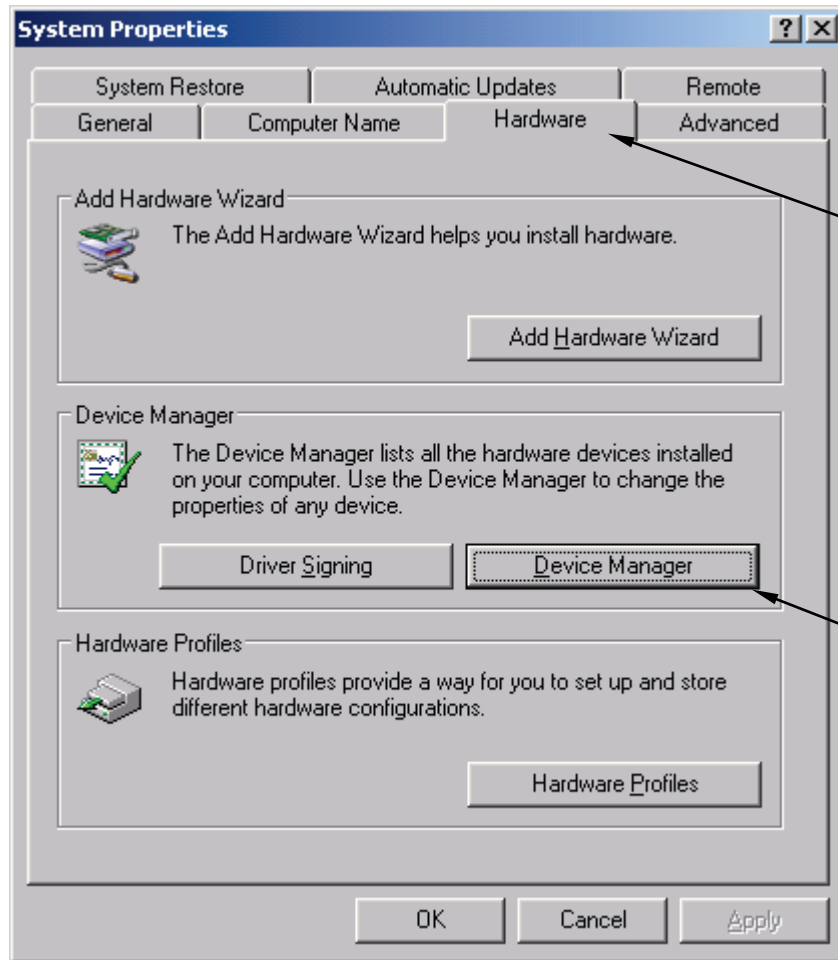 System Properties
System Restore
Automatic Updates
Remote
General
Computer Name
Hardware
Advanced
Add Hardware Wizard
The Add Hardware Wizard helps you install hardware.
Add Hardware Wizard
Device Manager
The Device Manager lists all the hardware devices installed
on your computer. Use the Device Manager to change the
properties of any device.
Driver Signing
Device Manager
Hardware Profiles
Hardware profiles provide a way for you to set up and store
different hardware configurations.
Hardware Profiles
OK
Cancel
Apply